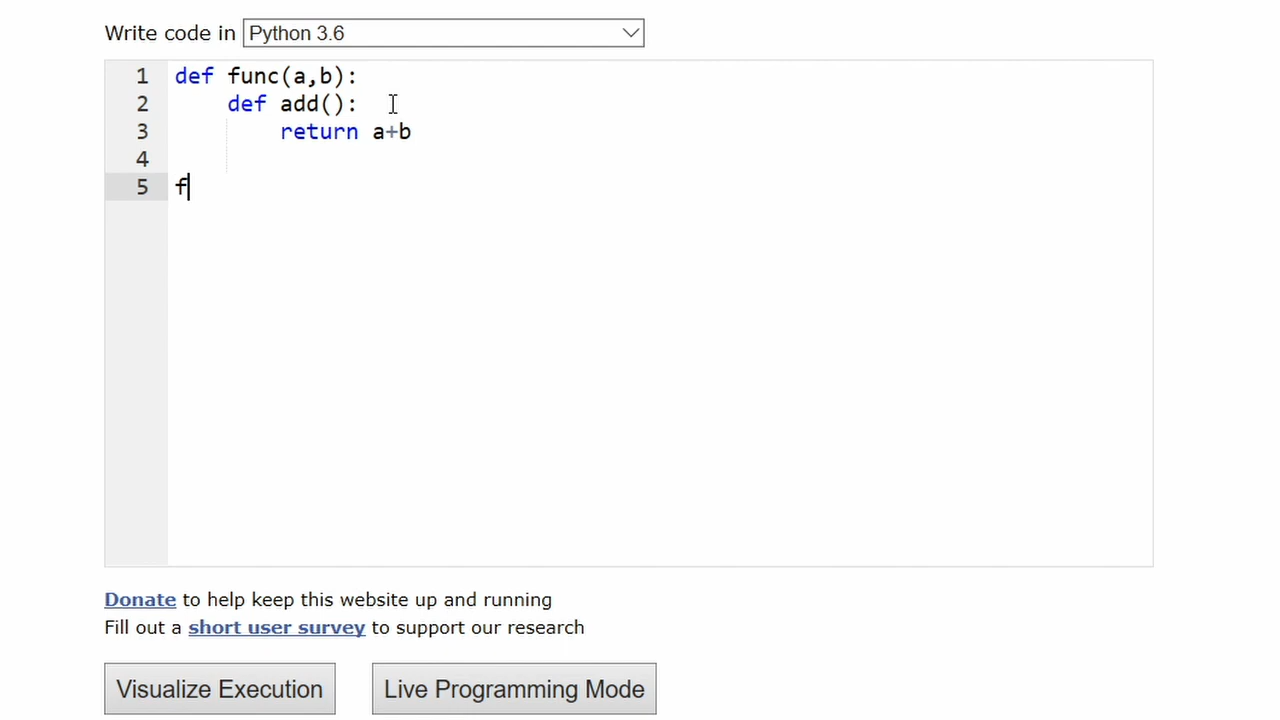 Write code in Python 3.6
1 def func(a,b):
2     def add():
3         return a+b
4
5 f
Donate to help keep this website up and running
Fill out a short user survey to support our research
Visualize Execution Live Programming Mode